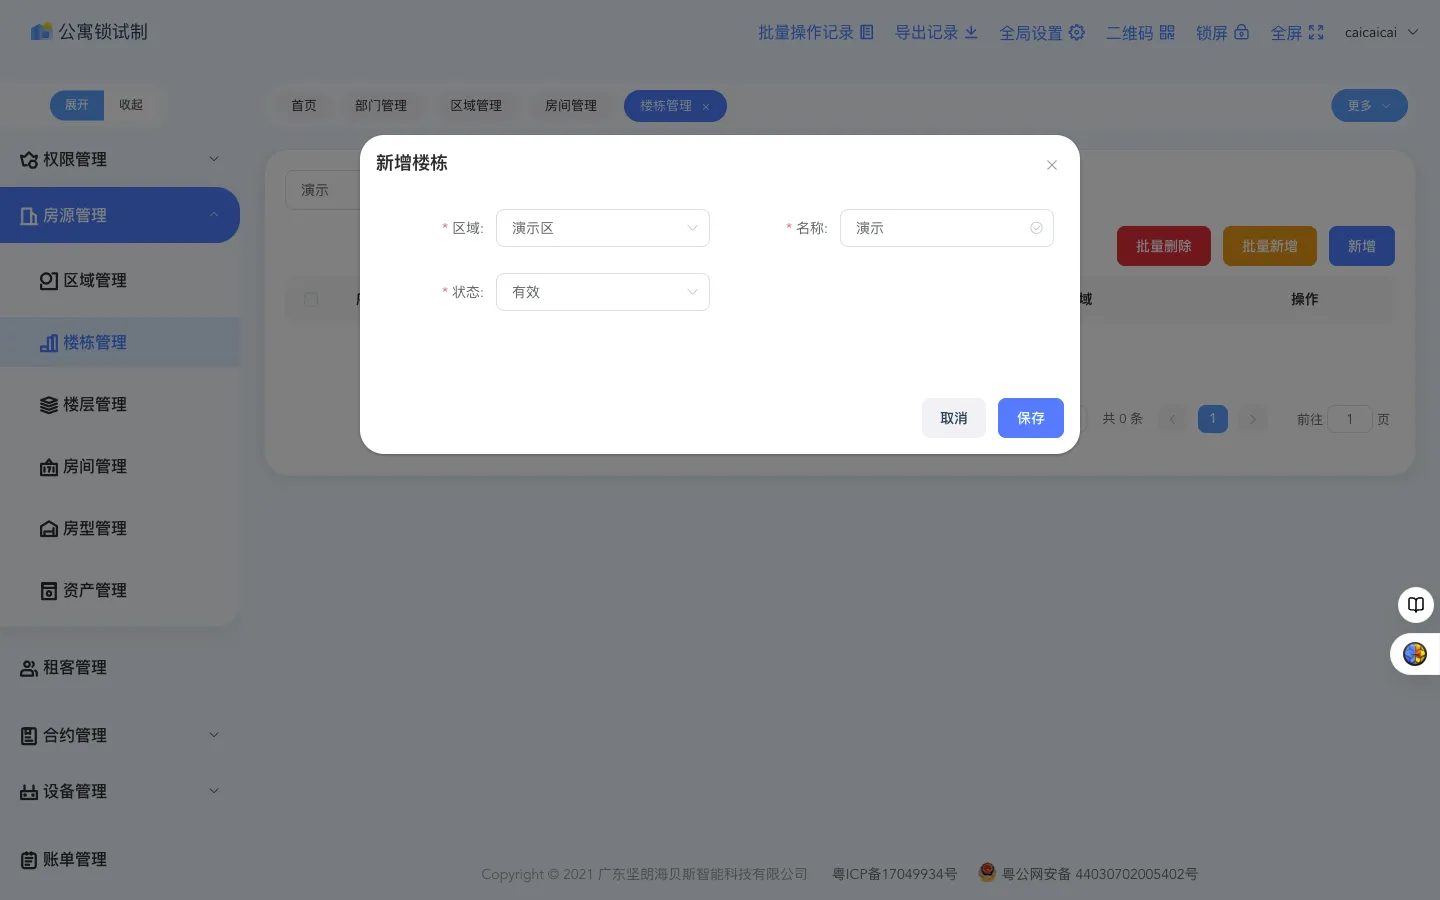 公寓锁试制
批量操作记录
导出记录
全局设置
二维码
锁屏
全屏
caicaicai
展开
收起
首页
部门管理
区域管理
房间管理
楼栋管理
更多
权限管理
房源管理
区域管理
楼栋管理
楼层管理
房间管理
房型管理
资产管理
租客管理
合约管理
设备管理
账单管理
演示
批量删除
批量新增
新增
域
操作
共 0 条
1
前往 1 页
新增楼栋
* 区域: 演示区
* 名称: 演示
* 状态: 有效
取消
保存
Copyright © 2021 广东坚朗海贝斯智能科技有限公司 粤ICP备17049934号 粤公网安备 44030702005402号